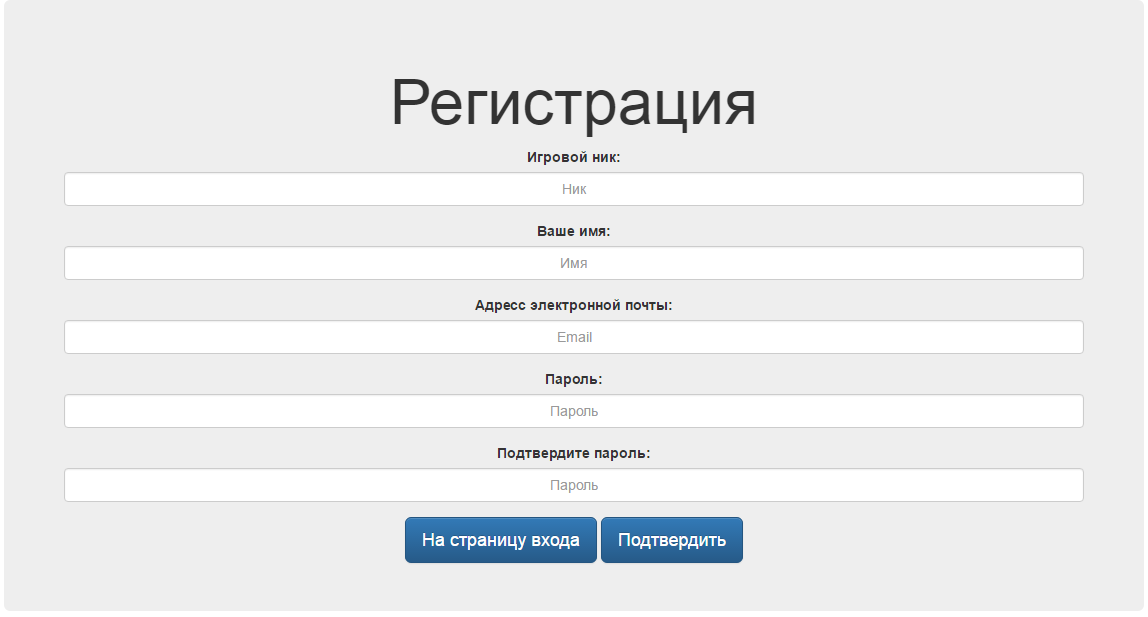 Регистрация
Игровой ник:
Ник
Ваше имя:
Имя
Адресс электронной почты:
Email
Пароль:
Пароль
Подтвердите пароль:
Пароль
На страницу входа Подтвердить